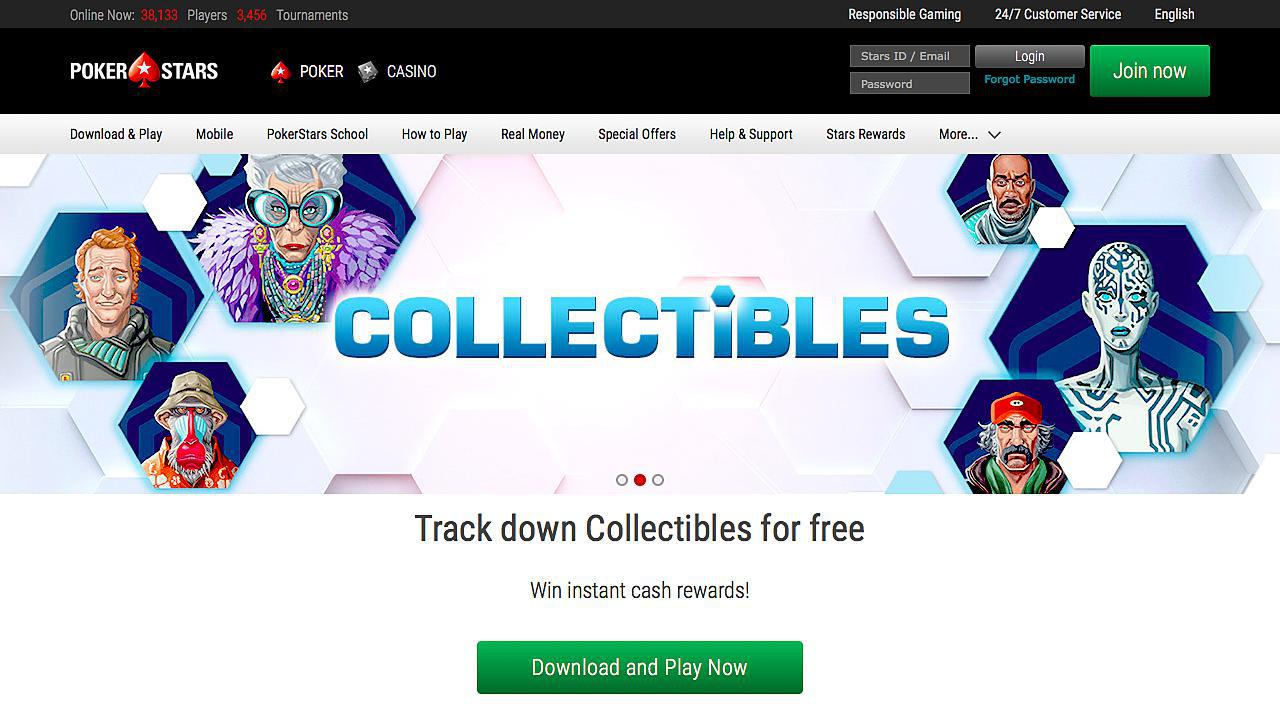 Online Now: 38,133 Players 3,456 Tournaments
Responsible Gaming 24/7 Customer Service English
POKER STARS
POKER CASINO
Stars ID / Email
Password
Login
Forgot Password
Join now
Download & Play Mobile PokerStars School How to Play Real Money Special Offers Help & Support Stars Rewards More...
COLLECTiBLES
Track down Collectibles for free
Win instant cash rewards!
Download and Play Now